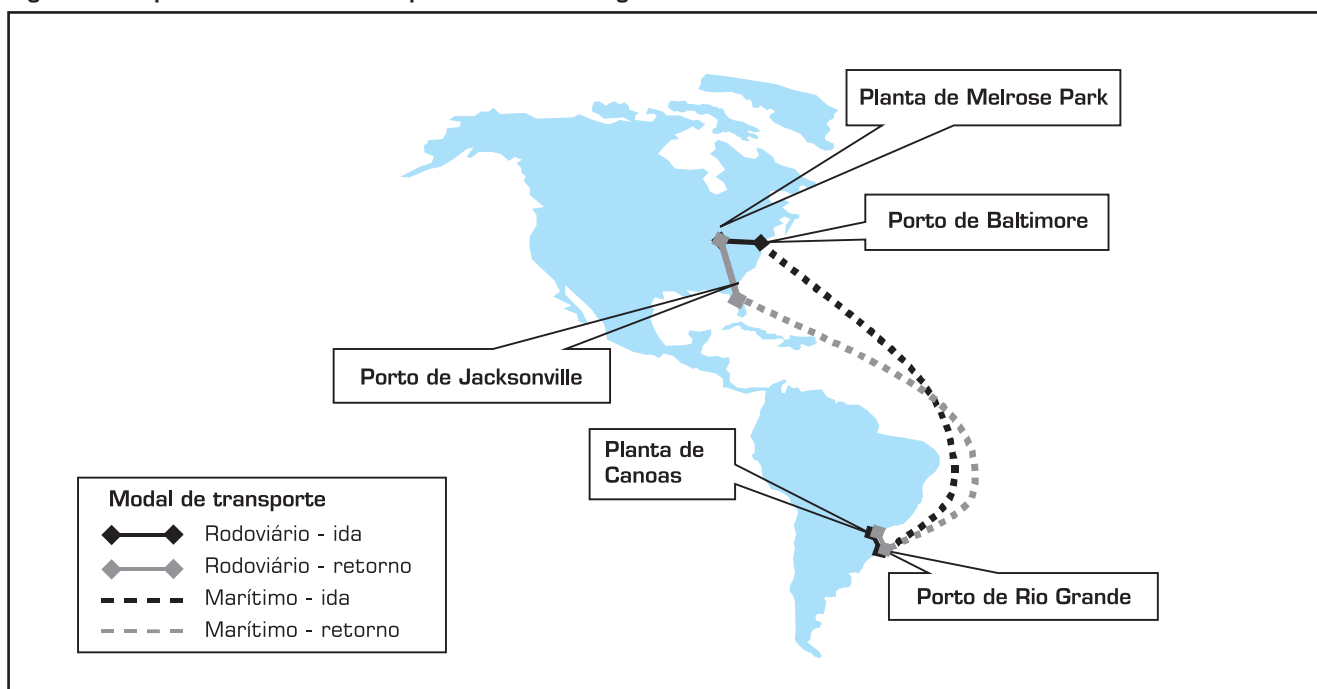 Planta de Melrose Park
Porto de Baltimore
Porto de Jacksonville
Planta de
Canoas
Modal de transporte
Rodoviário - ida
Rodoviário - retorno
Marítimo - ida
Marítimo - retorno
Porto de Rio Grande